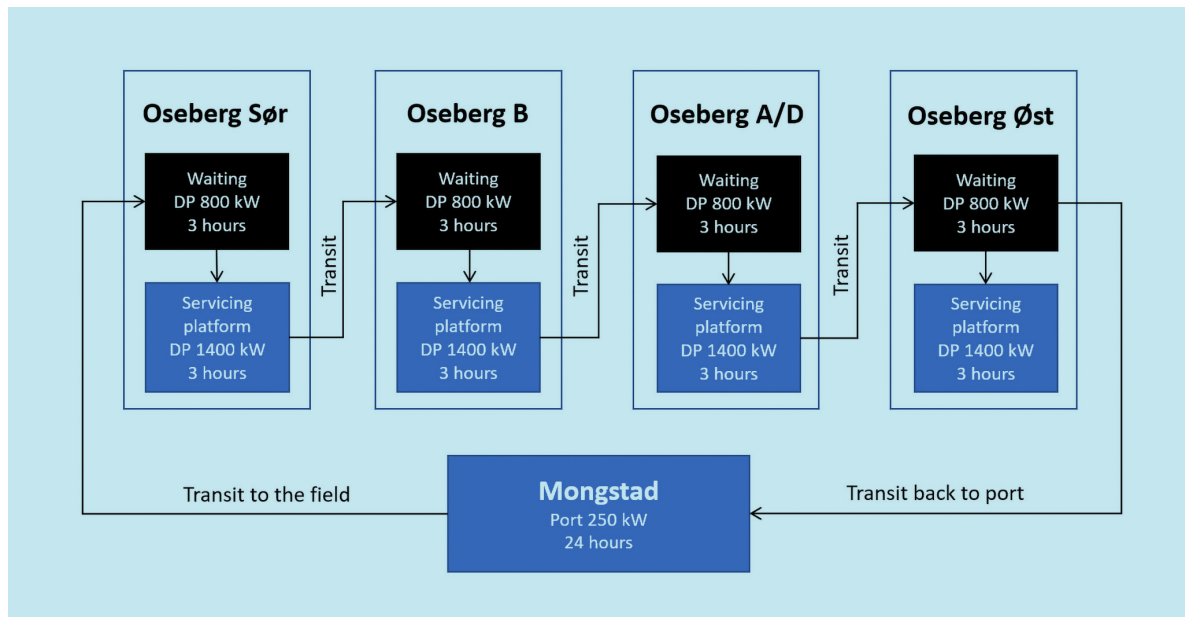 Oseberg Sør
Waiting
DP 800 kW
3 hours
Servicing
platform
DP 1400 kW
3 hours
Transit
Oseberg B
Waiting
DP 800 kW
3 hours
Servicing
platform
DP 1400 kW
3 hours
Transit
Oseberg A/D
Waiting
DP 800 kW
3 hours
Servicing
platform
DP 1400 kW
3 hours
Transit
Oseberg Øst
Waiting
DP 800 kW
3 hours
Servicing
platform
DP 1400 kW
3 hours
Transit to the field
Mongstad
Port 250 kW
24 hours
Transit back to port